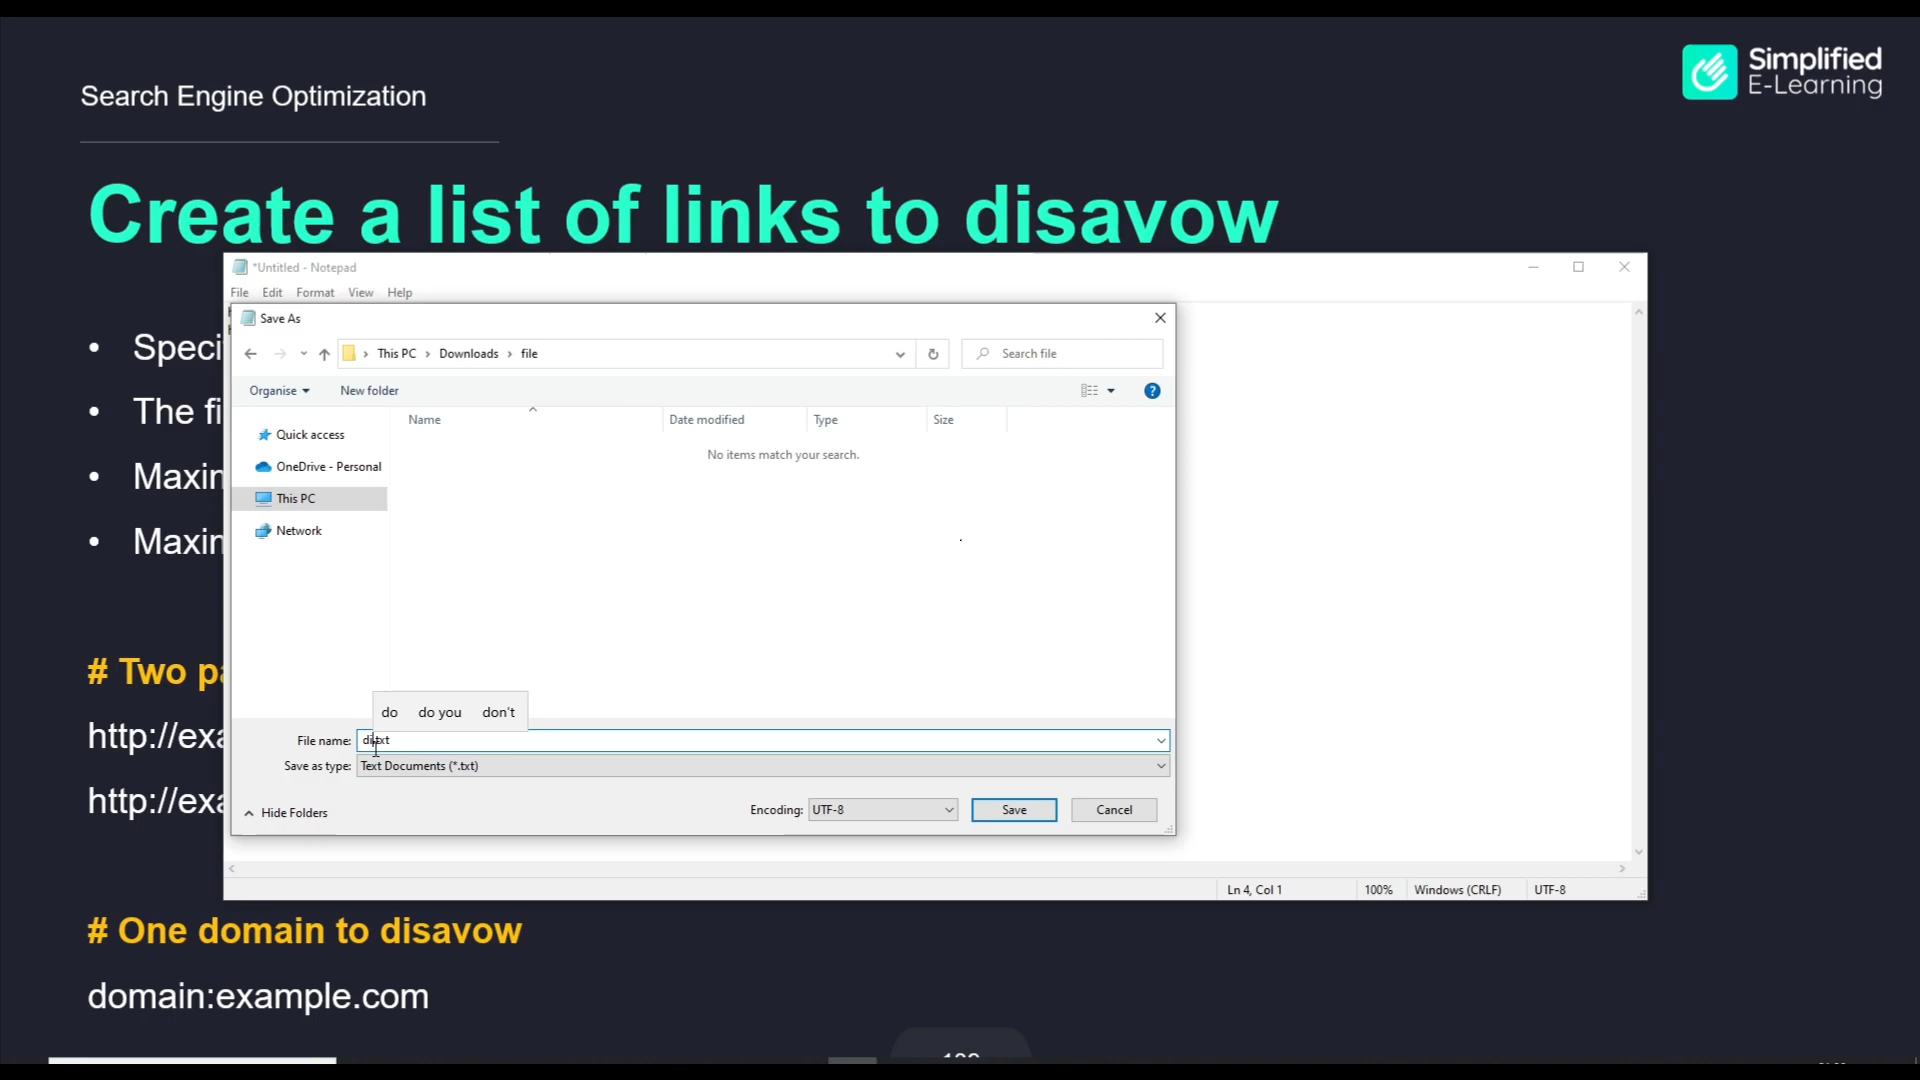 Simplified
E-Learning
Search Engine Optimization
Create a list of links to disavow
*Untitled - Notepad
File Edit Format View Help
Save As
This PC Downloads file
Search file
Organise New folder
Name Date modified Type Size
No items match your search.
Quick access
OneDrive - Personal
This PC
Network
do do you don't
File name:
Save as type: Text Documents (*.txt)
Hide Folders
Encoding: UTF-8 Save Cancel
Ln 4, Col 1 100% Windows (CRLF) UTF-8
• Speci
• The fi
•
•
# Two pa
http://exa
http://exa
# One domain to disavow
domain:example.com